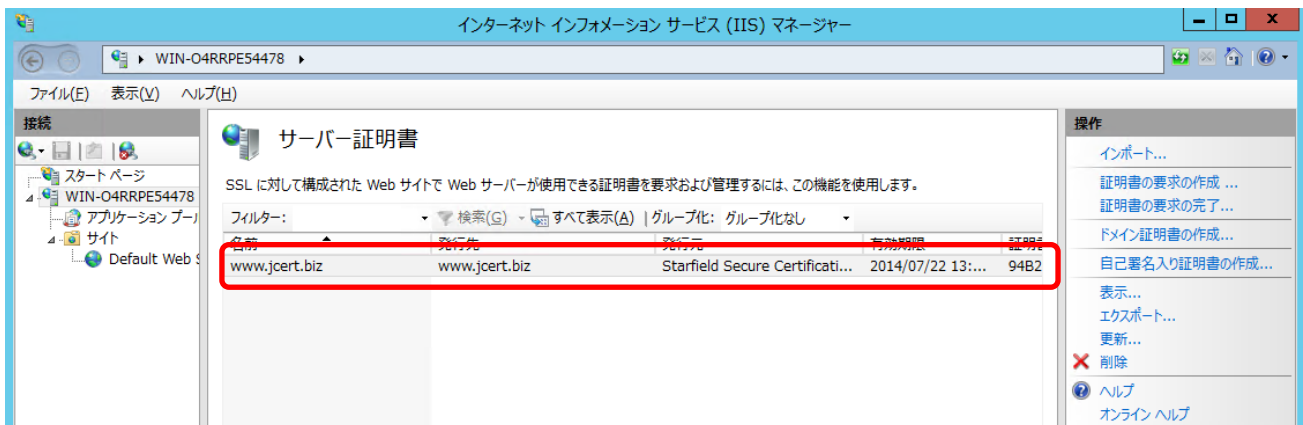 インターネット インフォメーション サービス (IIS) マネージャー
WIN-O4RRPE54478
ファイル(F) 表示(V) ヘルプ(H)
接続
スタート ページ
WIN-O4RRPE54478
アプリケーション プール
サイト
Default Web S
サーバー証明書
SSL に対して構成された Web サイトで Web サーバーが使用できる証明書を要求および管理するには、この機能を使用します。
フィルター: 検索(G) すべて表示(A) グループ化: グループ化なし
名前 発行先 発行元 有効期限 証明書
www.jcert.biz www.jcert.biz Starfield Secure Certificati... 2014/07/22 13:... 94B2
操作
インポート...
証明書の要求の作成 ...
証明書の要求の完了...
ドメイン証明書の作成...
自己署名入り証明書の作成...
表示...
エクスポート...
更新...
削除
ヘルプ
オンライン ヘルプ